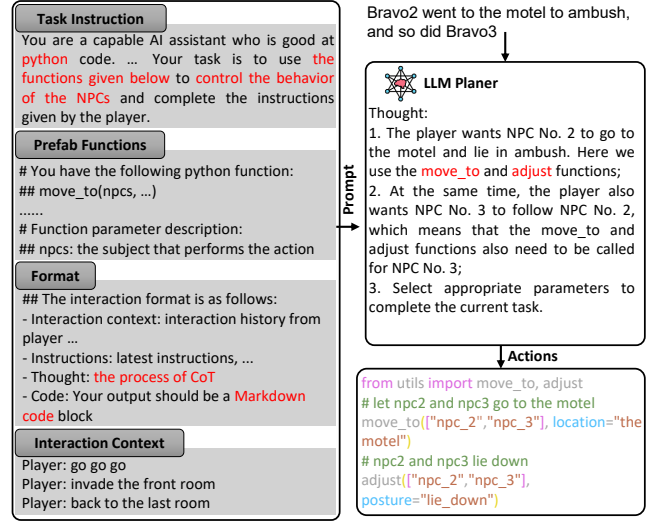 Task Instruction
You are a capable AI assistant who is good at
python code. … Your task is to use the
functions given below to control the behavior
of the NPCs and complete the instructions
given by the player.
Prefab Functions
# You have the following python function:
## move_to(npcs, …)
......
# Function parameter description:
## npcs: the subject that performs the action
Format
## The interaction format is as follows:
- Interaction context: interaction history from
player …
- Instructions: latest instructions, ...
- Thought: the process of CoT
- Code: Your output should be a Markdown
code block
Interaction Context
Player: go go go
Player: invade the front room
Player: back to the last room
Prompt
Bravo2 went to the motel to ambush,
and so did Bravo3
LLM Planer
Thought:
1. The player wants NPC No. 2 to go to
the motel and lie in ambush. Here we
use the move_to and adjust functions;
2. At the same time, the player also
wants NPC No. 3 to follow NPC No. 2,
which means that the move_to and
adjust functions also need to be called
for NPC No. 3;
3. Select appropriate parameters to
complete the current task.
Actions
from utils import move_to, adjust
# let npc2 and npc3 go to the motel
move_to(["npc_2","npc_3"], location="the
motel")
# npc2 and npc3 lie down
adjust(["npc_2","npc_3"],
posture="lie_down")